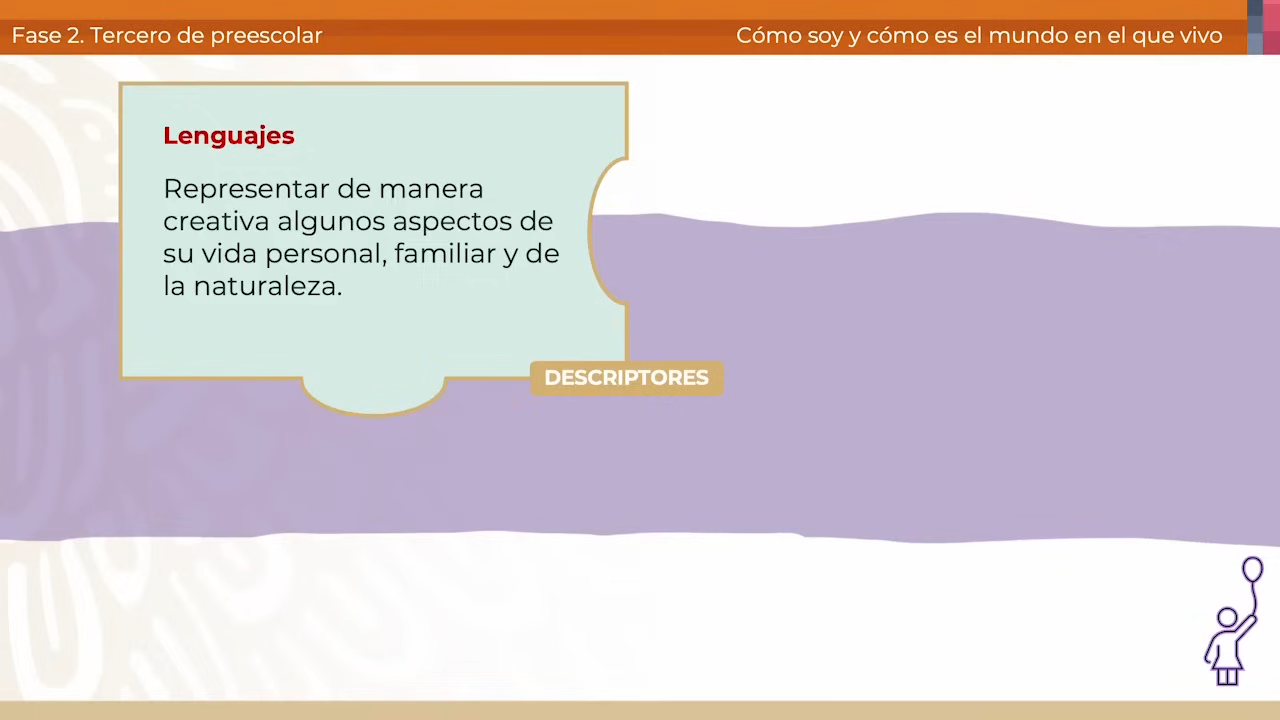 Fase 2. Tercero de preescolar
Cómo soy y cómo es el mundo en el que vivo
Lenguajes
Representar de manera
creativa algunos aspectos de
su vida personal, familiar y de
la naturaleza.
DESCRIPTORES